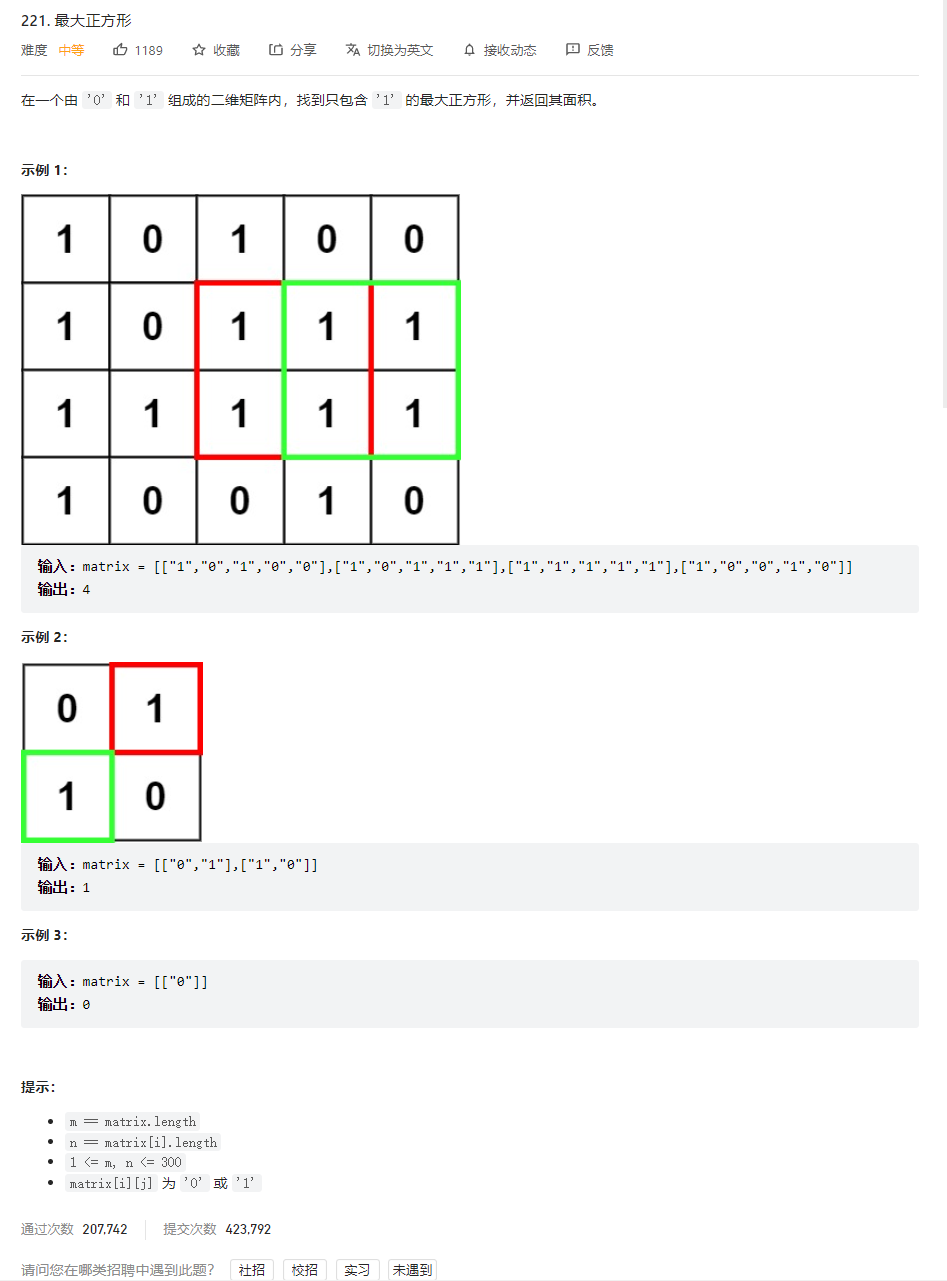 221. 最大正方形
难度 中等 1189 收藏 分享 切换为英文 接收动态 反馈
在一个由 '0' 和 '1' 组成的二维矩阵内，找到只包含 '1' 的最大正方形，并返回其面积。
示例 1：
1 0 1 0 0
1 0 1 1 1
1 1 1 1 1
1 0 0 1 0
输入：matrix = [["1","0","1","0","0"],["1","0","1","1","1"],["1","1","1","1","1"],["1","0","0","1","0"]]
输出：4
示例 2：
0 1
1 0
输入：matrix = [["0","1"],["1","0"]]
输出：1
示例 3：
输入：matrix = [["0"]]
输出：0
提示：
• m == matrix.length
• n == matrix[i].length
• 1 <= m, n <= 300
• matrix[i][j] 为 '0' 或 '1'
通过次数 207,742 提交次数 423,792
请问您在哪类招聘中遇到此题？ 社招 校招 实习 未遇到